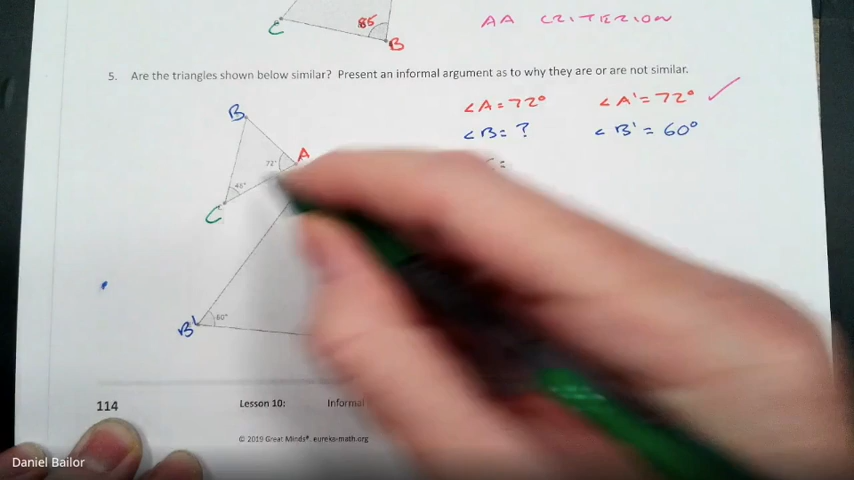 C
85
B
AA CRITERION
5. Are the triangles shown below similar? Present an informal argument as to why they are or are not similar.
∠A = 72° ∠A' = 72° ✓
∠B = ? ∠B' = 60°
B
A
72°
C
B'
60°
114 Lesson 10: Informal
© 2019 Great Minds®. eureka-math.org
Daniel Bailor